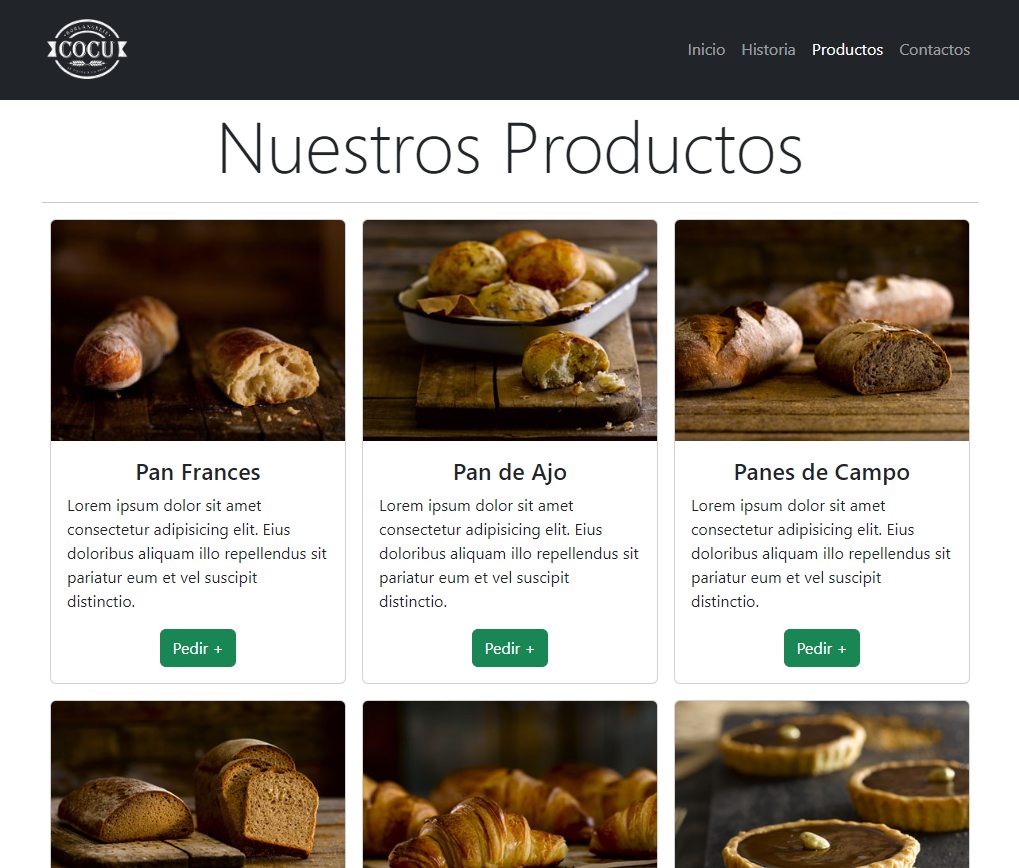 BOULANGERIE
COCU
Inicio Historia Productos Contactos
Nuestros Productos
Pan Frances
Lorem ipsum dolor sit amet
consectetur adipisicing elit. Eius
doloribus aliquam illo repellendus sit
pariatur eum et vel suscipit
distinctio.
Pedir +
Pan de Ajo
Lorem ipsum dolor sit amet
consectetur adipisicing elit. Eius
doloribus aliquam illo repellendus sit
pariatur eum et vel suscipit
distinctio.
Pedir +
Panes de Campo
Lorem ipsum dolor sit amet
consectetur adipisicing elit. Eius
doloribus aliquam illo repellendus sit
pariatur eum et vel suscipit
distinctio.
Pedir +